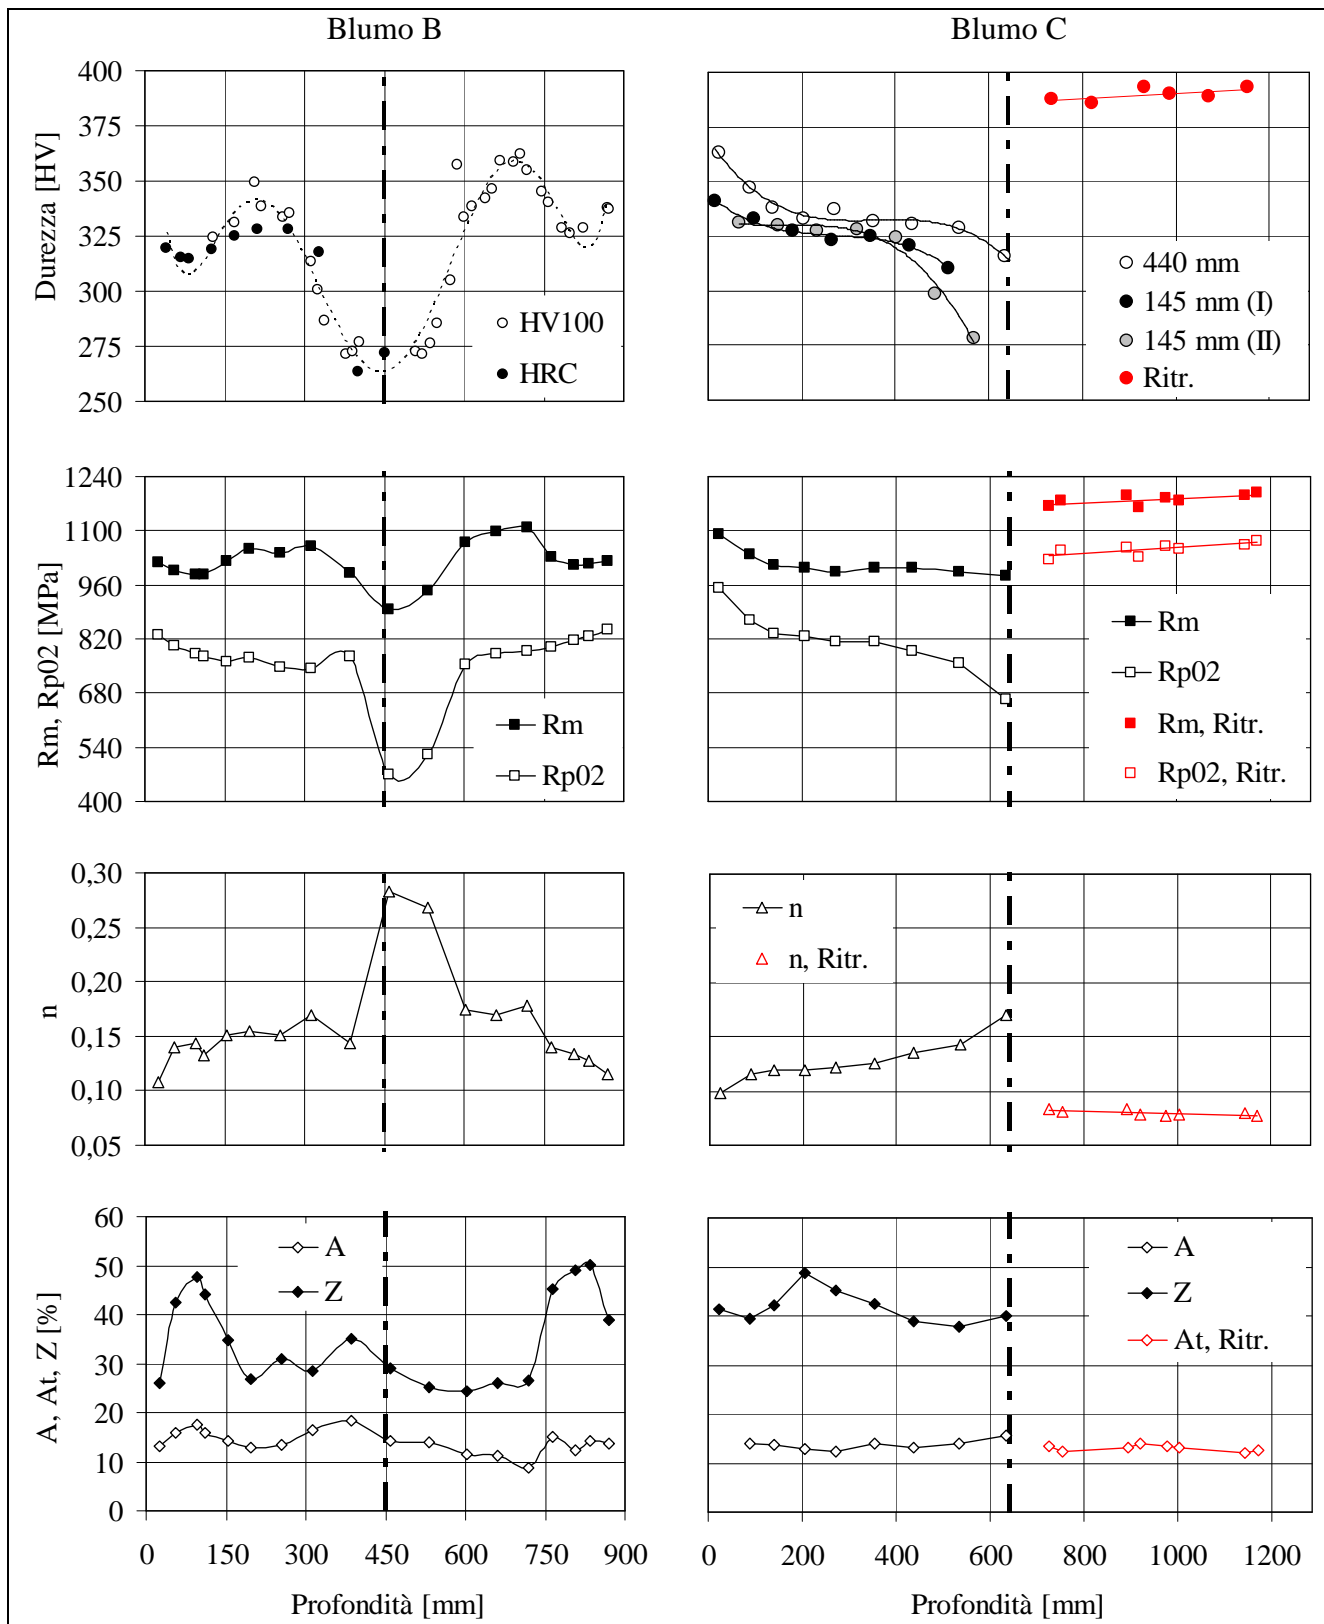 Blumo B
Blumo C
Durezza [HV]
400
375
350
325
300
275
250
HV100
HRC
440 mm
145 mm (I)
145 mm (II)
Ritr.
Rm, Rp02 [MPa]
1240
1100
960
820
680
540
400
Rm
Rp02
Rm
Rp02
Rm, Ritr.
Rp02, Ritr.
n
0,30
0,25
0,20
0,15
0,10
0,05
n
n, Ritr.
A, At, Z [%]
60
50
40
30
20
10
0
A
Z
A
Z
At, Ritr.
0 150 300 450 600 750 900
0 200 400 600 800 1000 1200
Profondità [mm]
Profondità [mm]